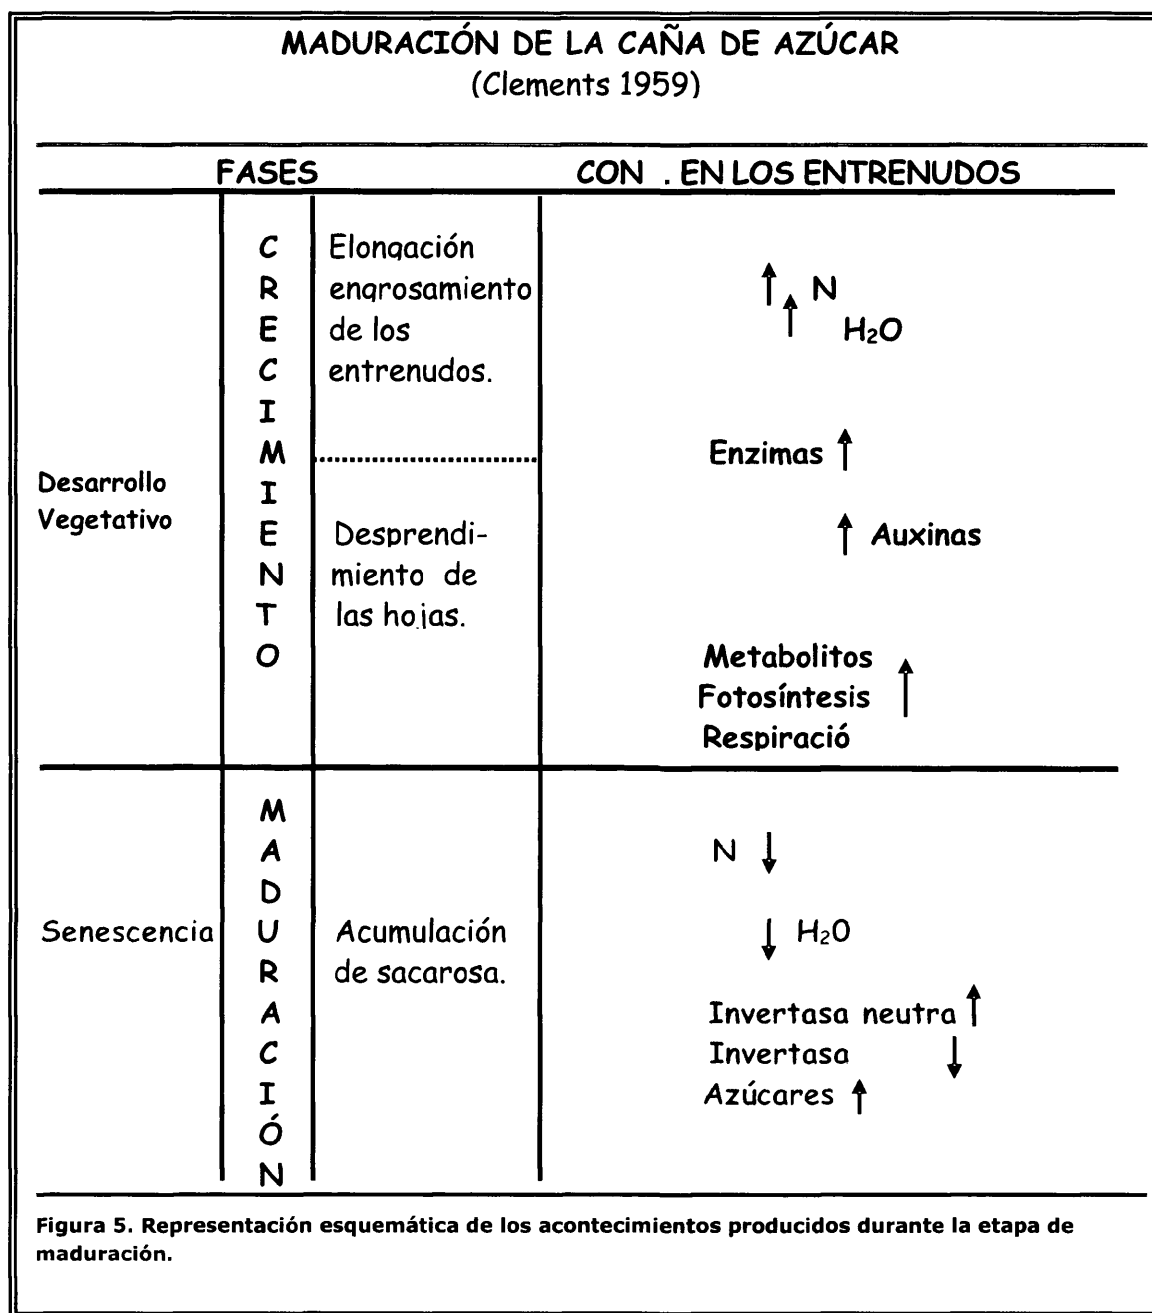 MADURACIÓN DE LA CAÑA DE AZÚCAR
(Clements 1959)
FASES
CON . EN LOS ENTRENUDOS
Desarrollo
Vegetativo
CRECIMIENTO
Elongación
engrosamiento
de los
entrenudos.
Desprendi-
miento de
las hojas.
↑ N
↑ H₂O
Enzimas ↑
↑ Auxinas
Metabolitos
Fotosíntesis ↑
Respiració
Senescencia
MADURACIÓN
Acumulación
de sacarosa.
N ↓
↓ H₂O
Invertasa neutra ↑
Invertasa ↓
Azúcares ↑
Figura 5. Representación esquemática de los acontecimientos producidos durante la etapa de
maduración.